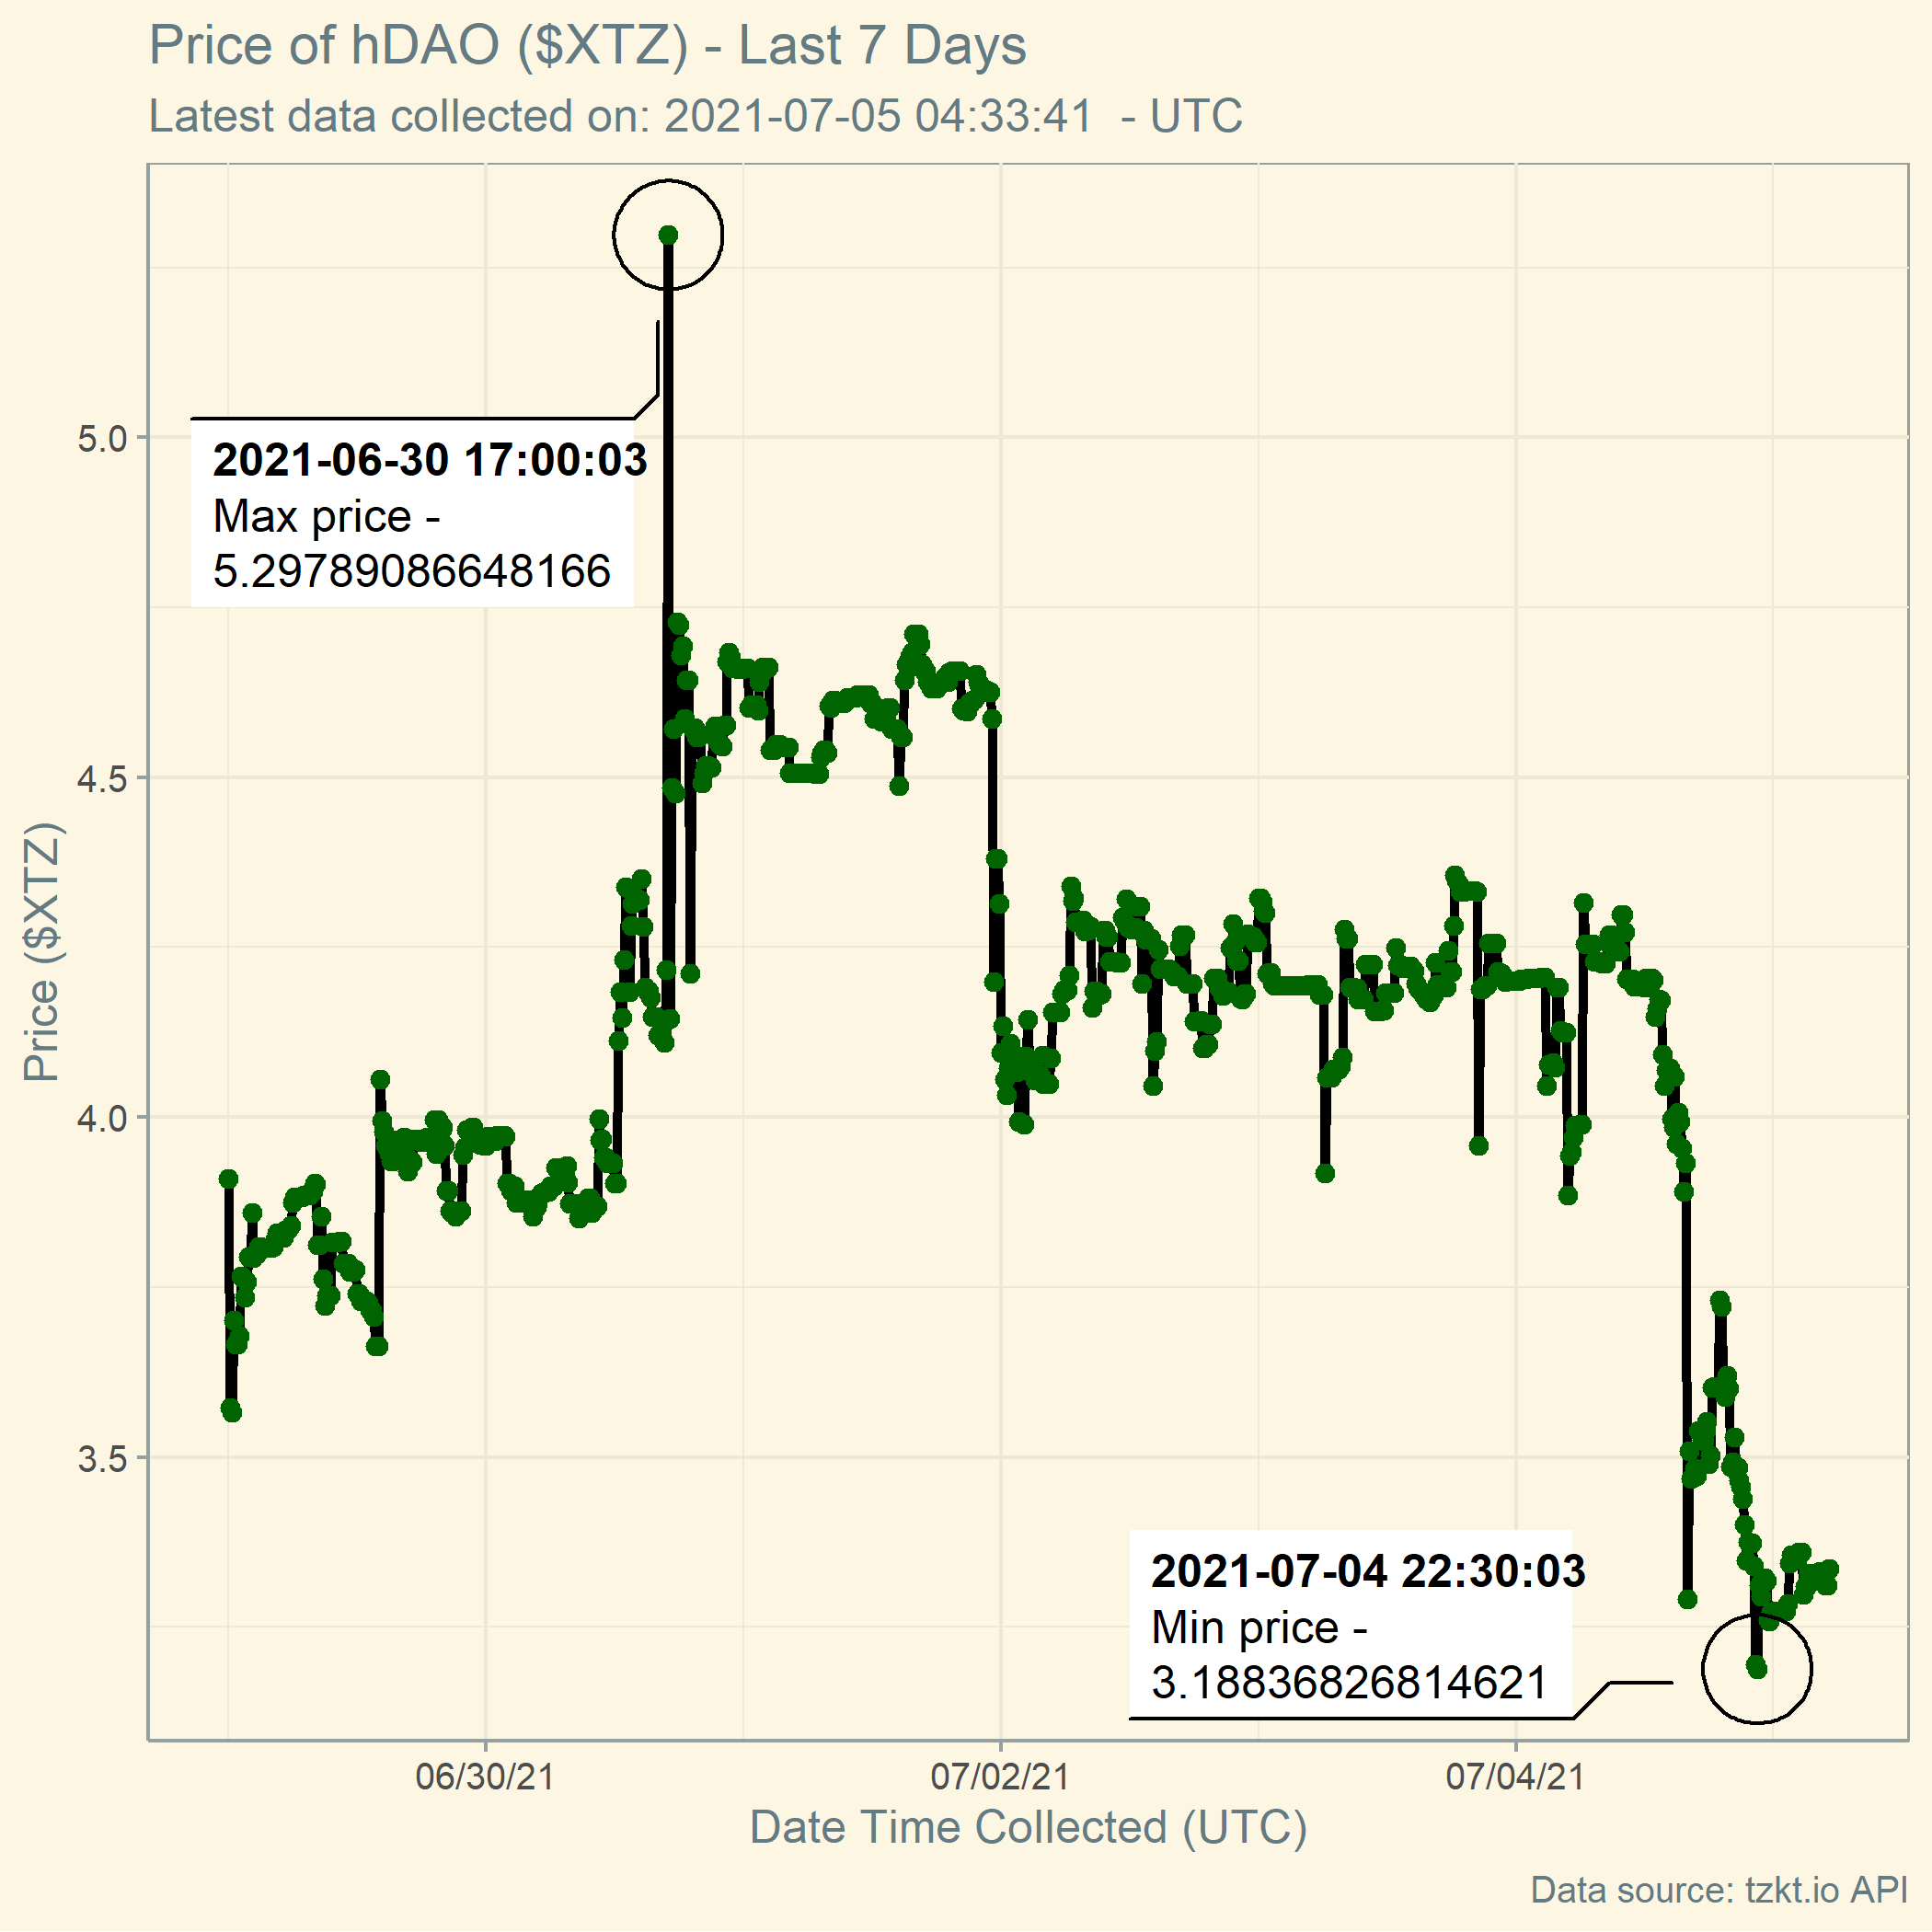 Price of hDAO ($XTZ) - Last 7 Days
Latest data collected on: 2021-07-05 04:33:41  - UTC
Price ($XTZ)
5.0
4.5
4.0
3.5
2021-06-30 17:00:03
Max price -
5.29789086648166
2021-07-04 22:30:03
Min price -
3.18836826814621
06/30/21
07/02/21
07/04/21
Date Time Collected (UTC)
Data source: tzkt.io API